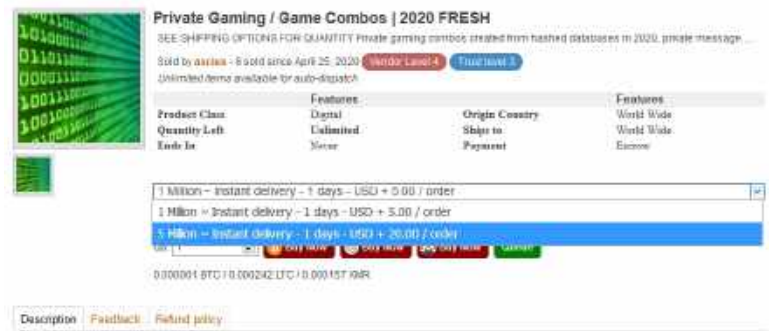 Private Gaming / Game Combos | 2020 FRESH
SEE SHIPPING OPTIONS FOR QUANTITY Private gaming combos created from hashed databases in 2020, private message ...
Sold by - 6 sold since April 25, 2020 Vendor Level 4 Trust level 3
Unlimited items available for auto-dispatch
Features Features
Product Class Digital Origin Country World Wide
Quantity Left Unlimited Ships to World Wide
Ends In Never Payment Escrow
1 Million - Instant delivery - 1 days - USD + 5.00 / order
1 Million - Instant delivery - 1 days - USD + 5.00 / order
5 Million - Instant delivery - 1 days - USD + 20.00 / order
Buy Now Buy Now Buy Now Queue
0.000001 BTC / 0.000242 LTC / 0.000157 XMR
Description Feedback Refund policy